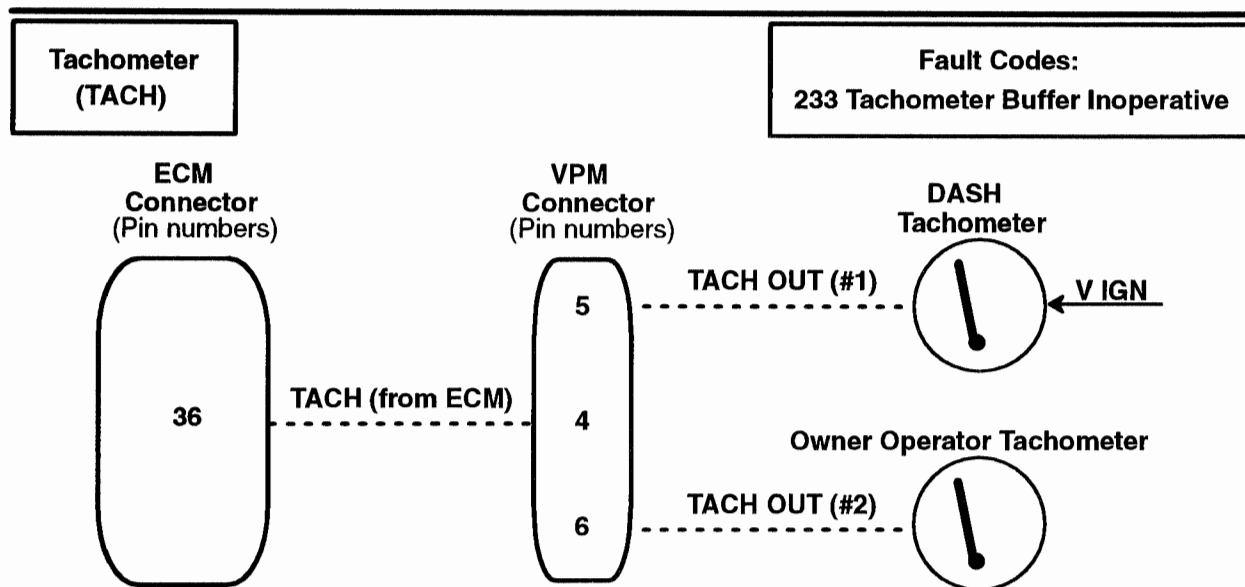 Tachometer
(TACH)
Fault Codes:
233 Tachometer Buffer Inoperative
ECM
Connector
(Pin numbers)
VPM
Connector
(Pin numbers)
DASH
Tachometer
5
TACH OUT (#1)
V IGN
36
TACH (from ECM)
4
Owner Operator Tachometer
6
TACH OUT (#2)